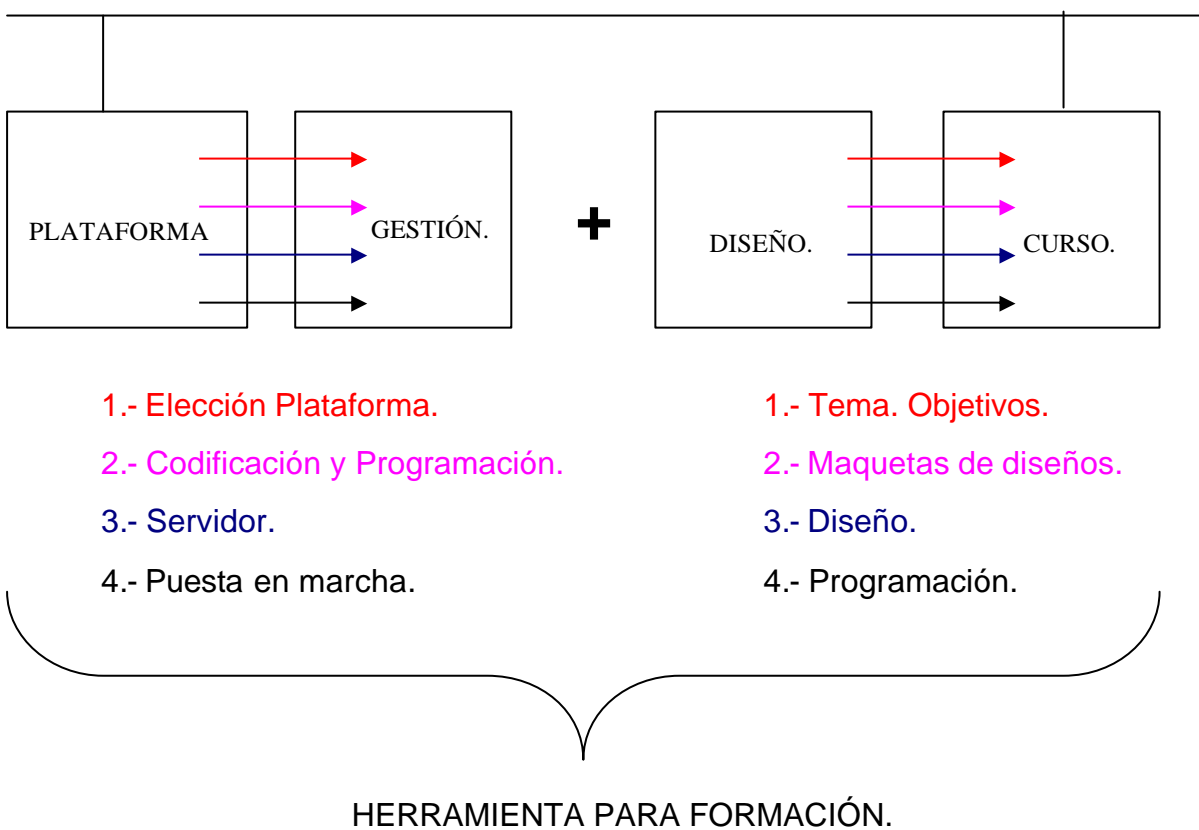 PLATAFORMA
GESTIÓN.
+
DISEÑO.
CURSO.
1.- Elección Plataforma.
2.- Codificación y Programación.
3.- Servidor.
4.- Puesta en marcha.
1.- Tema. Objetivos.
2.- Maquetas de diseños.
3.- Diseño.
4.- Programación.
HERRAMIENTA PARA FORMACIÓN.